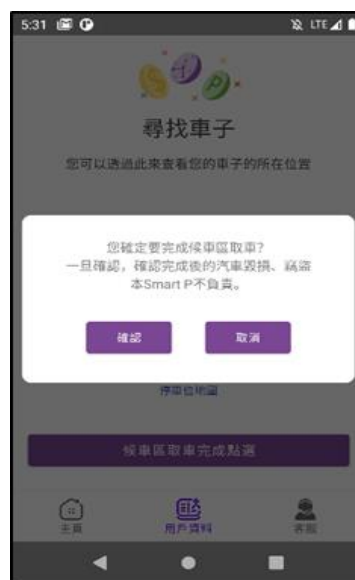 5:31
LTE
尋找車子
您可以透過此來查看您的車子的所在位置
您確定要完成候車區取車?
一旦確認，確認完成後的汽車毀損、竊盜
本Smart P不負責。
確認
取消
停車位地圖
候車區取車完成點選
主頁
用戶資料
客服